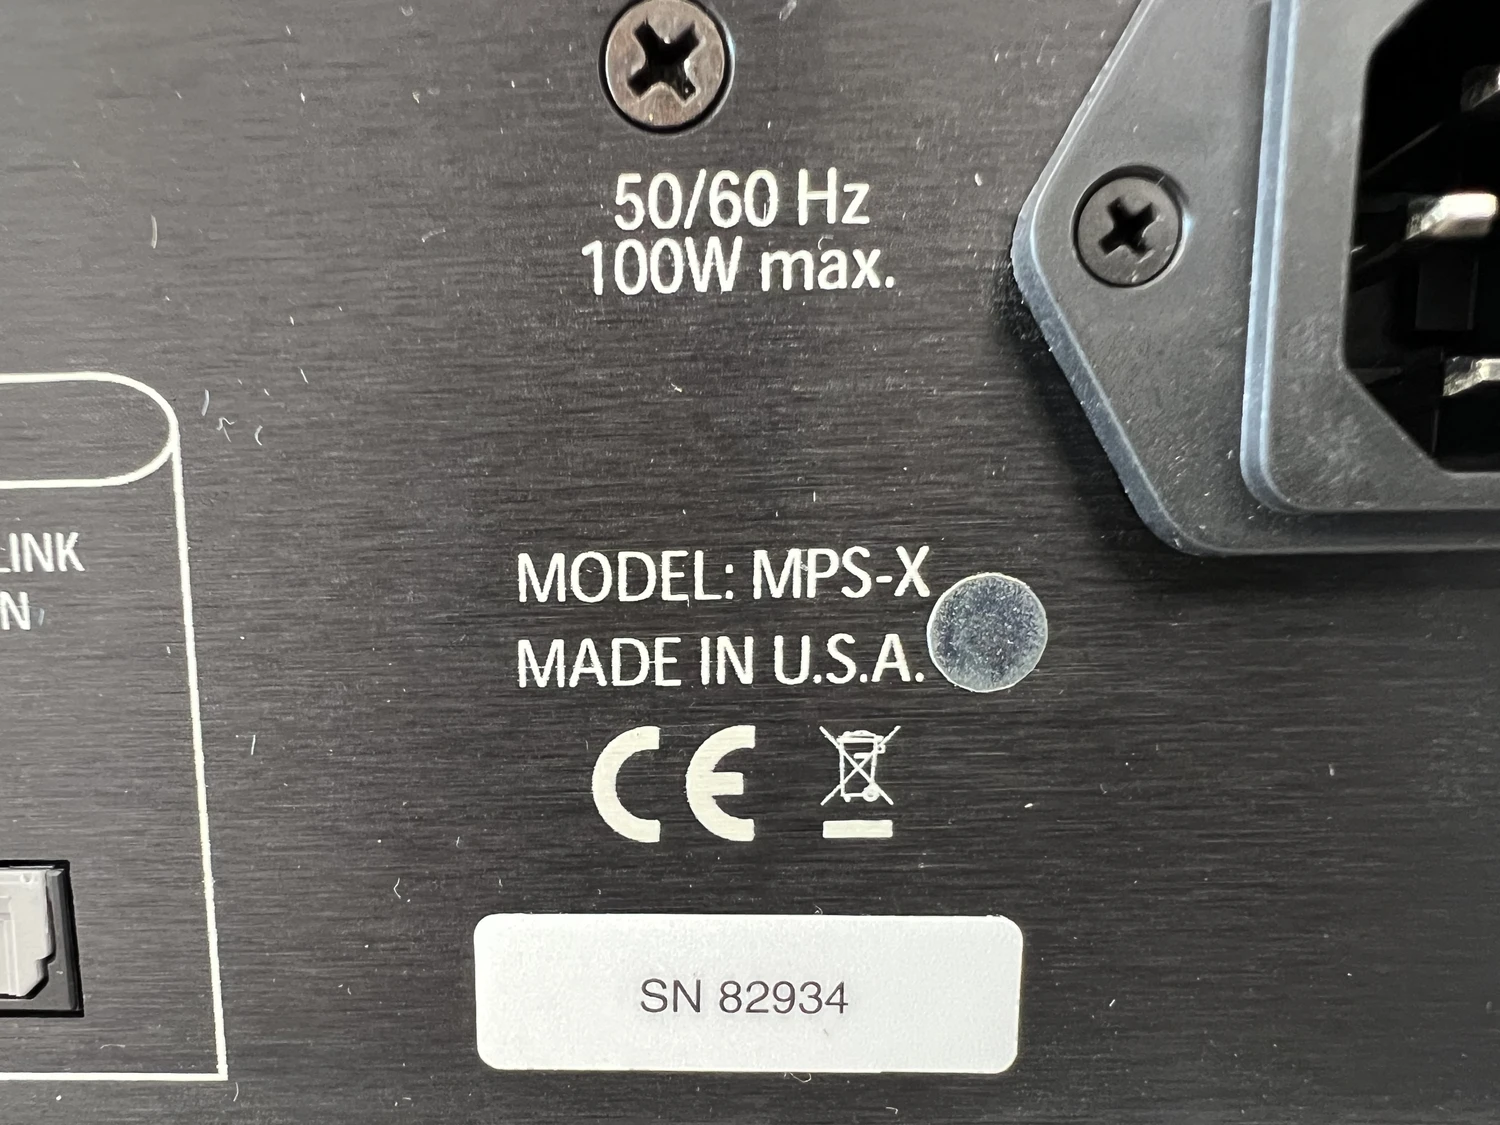 50/60 Hz
100W max.
LINK
N
MODEL: MPS-X
MADE IN U.S.A.
CE
SN 82934